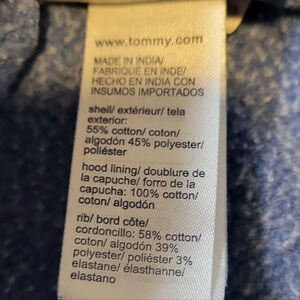 www.tommy.com
MADE IN INDIA/
FABRIQUÉ EN INDE/
HECHO EN INDIA CON
INSUMOS IMPORTADOS
shell/ extérieur/ tela
exterior:
55% cotton/ coton/
algodón 45% polyester/
poliéster
hood lining/ doublure de
la capuche/ forro de la
capucha: 100% cotton/
coton/ algodón
rib/ bord côte/
cordoncillo: 58% cotton/
coton/ algodón 39%
polyester/ poliéster 3%
elastane/ élasthanne/
elastano